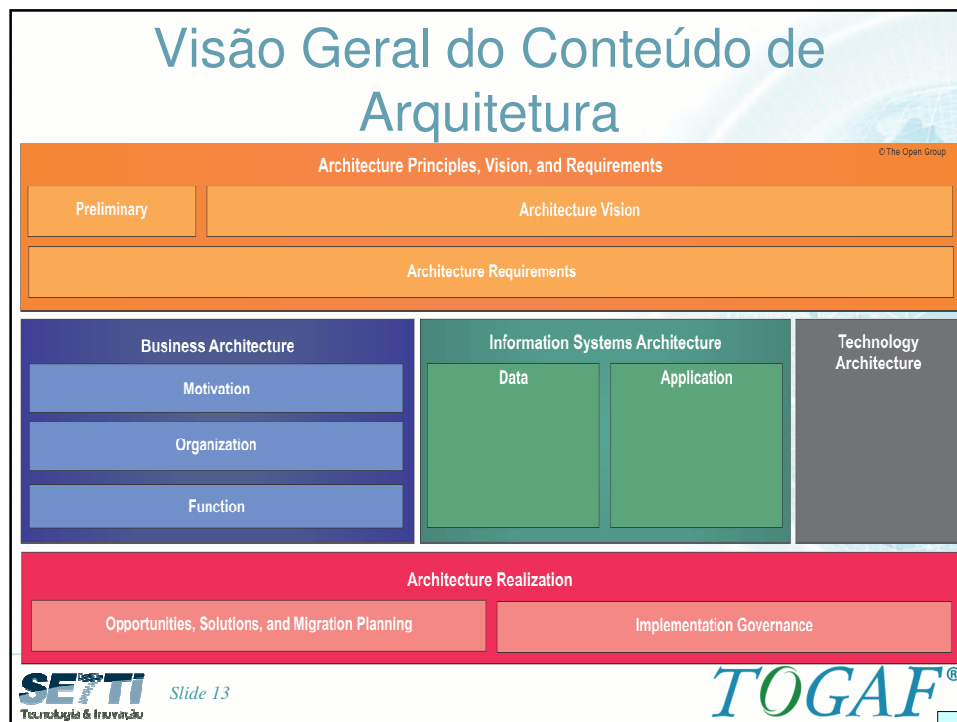 Visão Geral do Conteúdo de
Arquitetura
© The Open Group
Architecture Principles, Vision, and Requirements
Preliminary
Architecture Vision
Architecture Requirements
Business Architecture
Motivation
Organization
Function
Information Systems Architecture
Data
Application
Technology
Architecture
Architecture Realization
Opportunities, Solutions, and Migration Planning
Implementation Governance
SETTI
Tecnologia & Inovação
Slide 13
TOGAF®